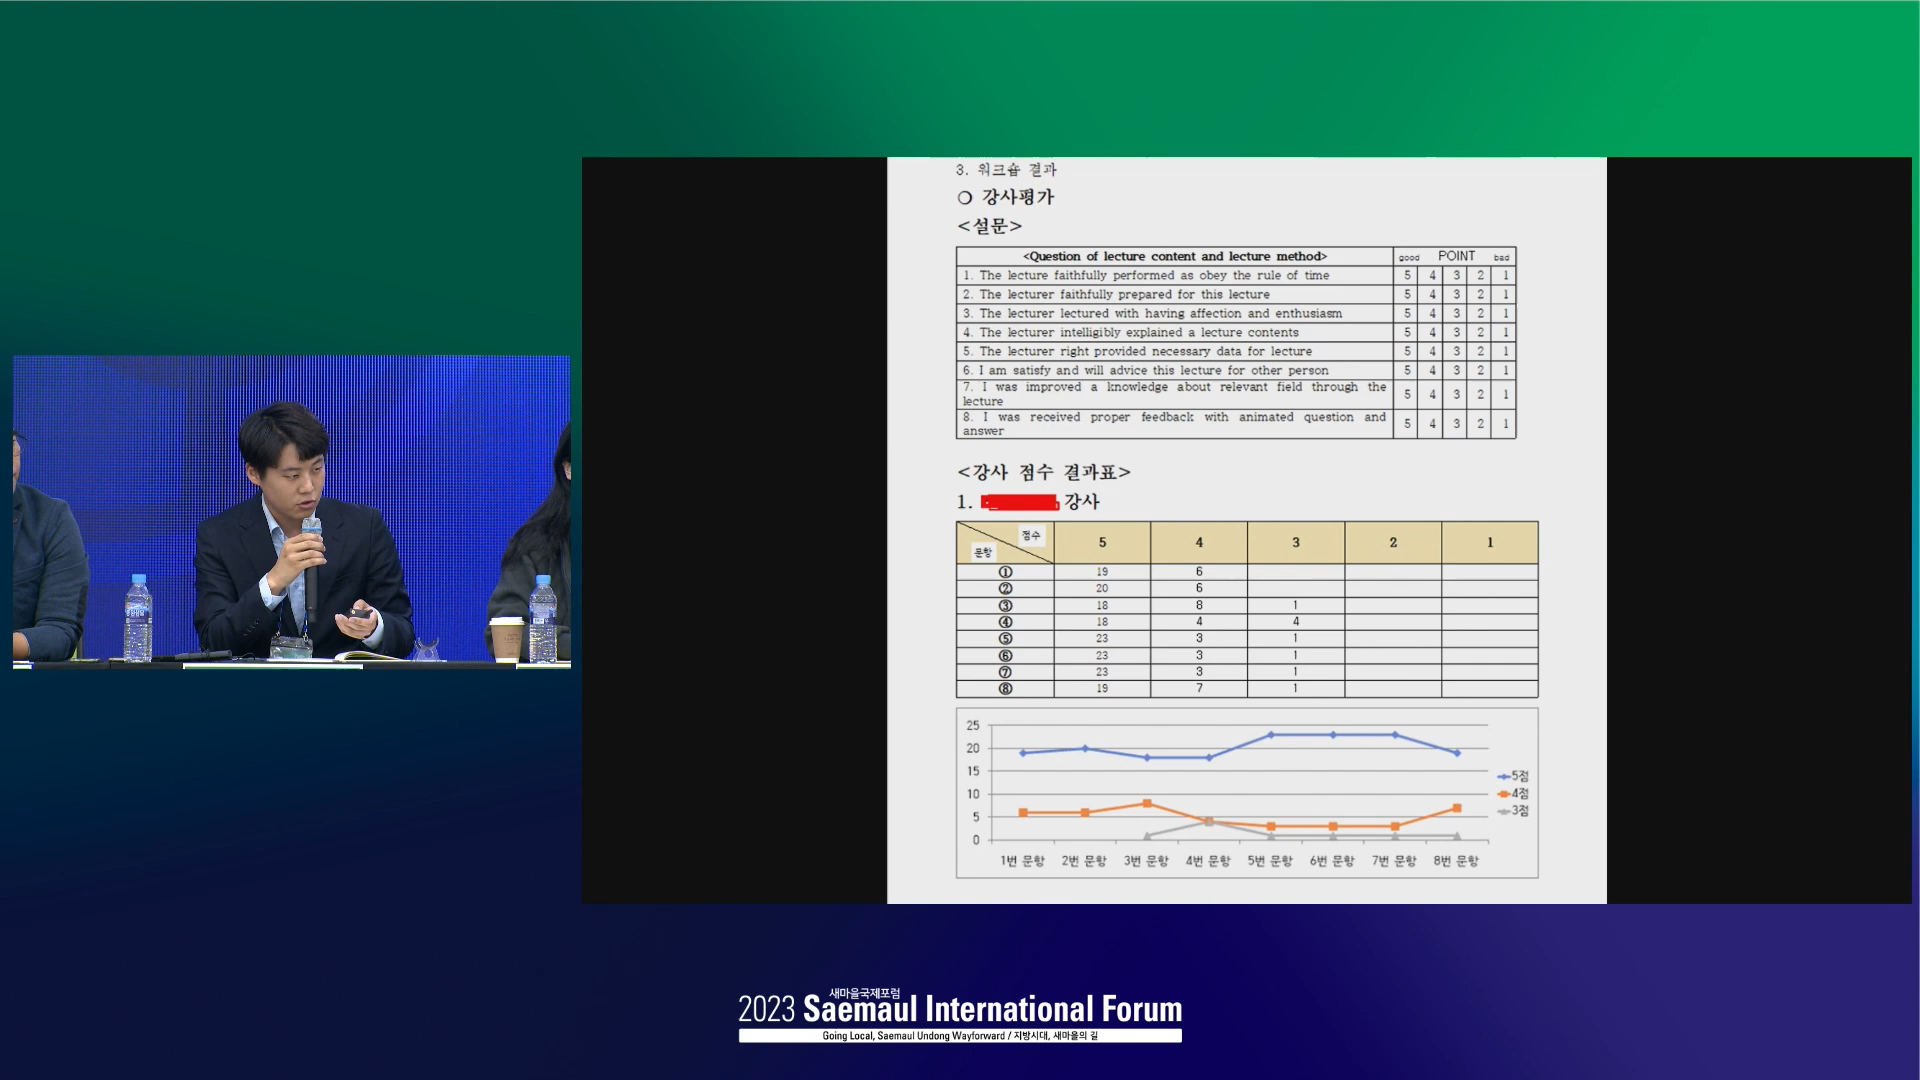 3. 워크숍 결과
❍ 강사평가
<설문>
<Question of lecture content and lecture method> good POINT bad
1. The lecture faithfully performed as obey the rule of time 5 4 3 2 1
2. The lecturer faithfully prepared for this lecture 5 4 3 2 1
3. The lecturer lectured with having affection and enthusiasm 5 4 3 2 1
4. The lecturer intelligibly explained a lecture contents 5 4 3 2 1
5. The lecturer right provided necessary data for lecture 5 4 3 2 1
6. I am satisfy and will advice this lecture for other person 5 4 3 2 1
7. I was improved a knowledge about relevant field through the
lecture 5 4 3 2 1
8. I was received proper feedback with animated question and
answer 5 4 3 2 1
<강사 점수 결과표>
1. 강사
점수
문항 5 4 3 2 1
① 19 6
② 20 6
③ 18 8 1
④ 18 4 4
⑤ 23 3 1
⑥ 23 3 1
⑦ 23 3 1
⑧ 19 7 1
25
20
15
10
5
0
1번 문항 2번 문항 3번 문항 4번 문항 5번 문항 6번 문항 7번 문항 8번 문항
5점
4점
3점
새마을국제포럼
2023 Saemaul International Forum
Going Local, Saemaul Undong Wayforward / 지방시대, 새마을의 길